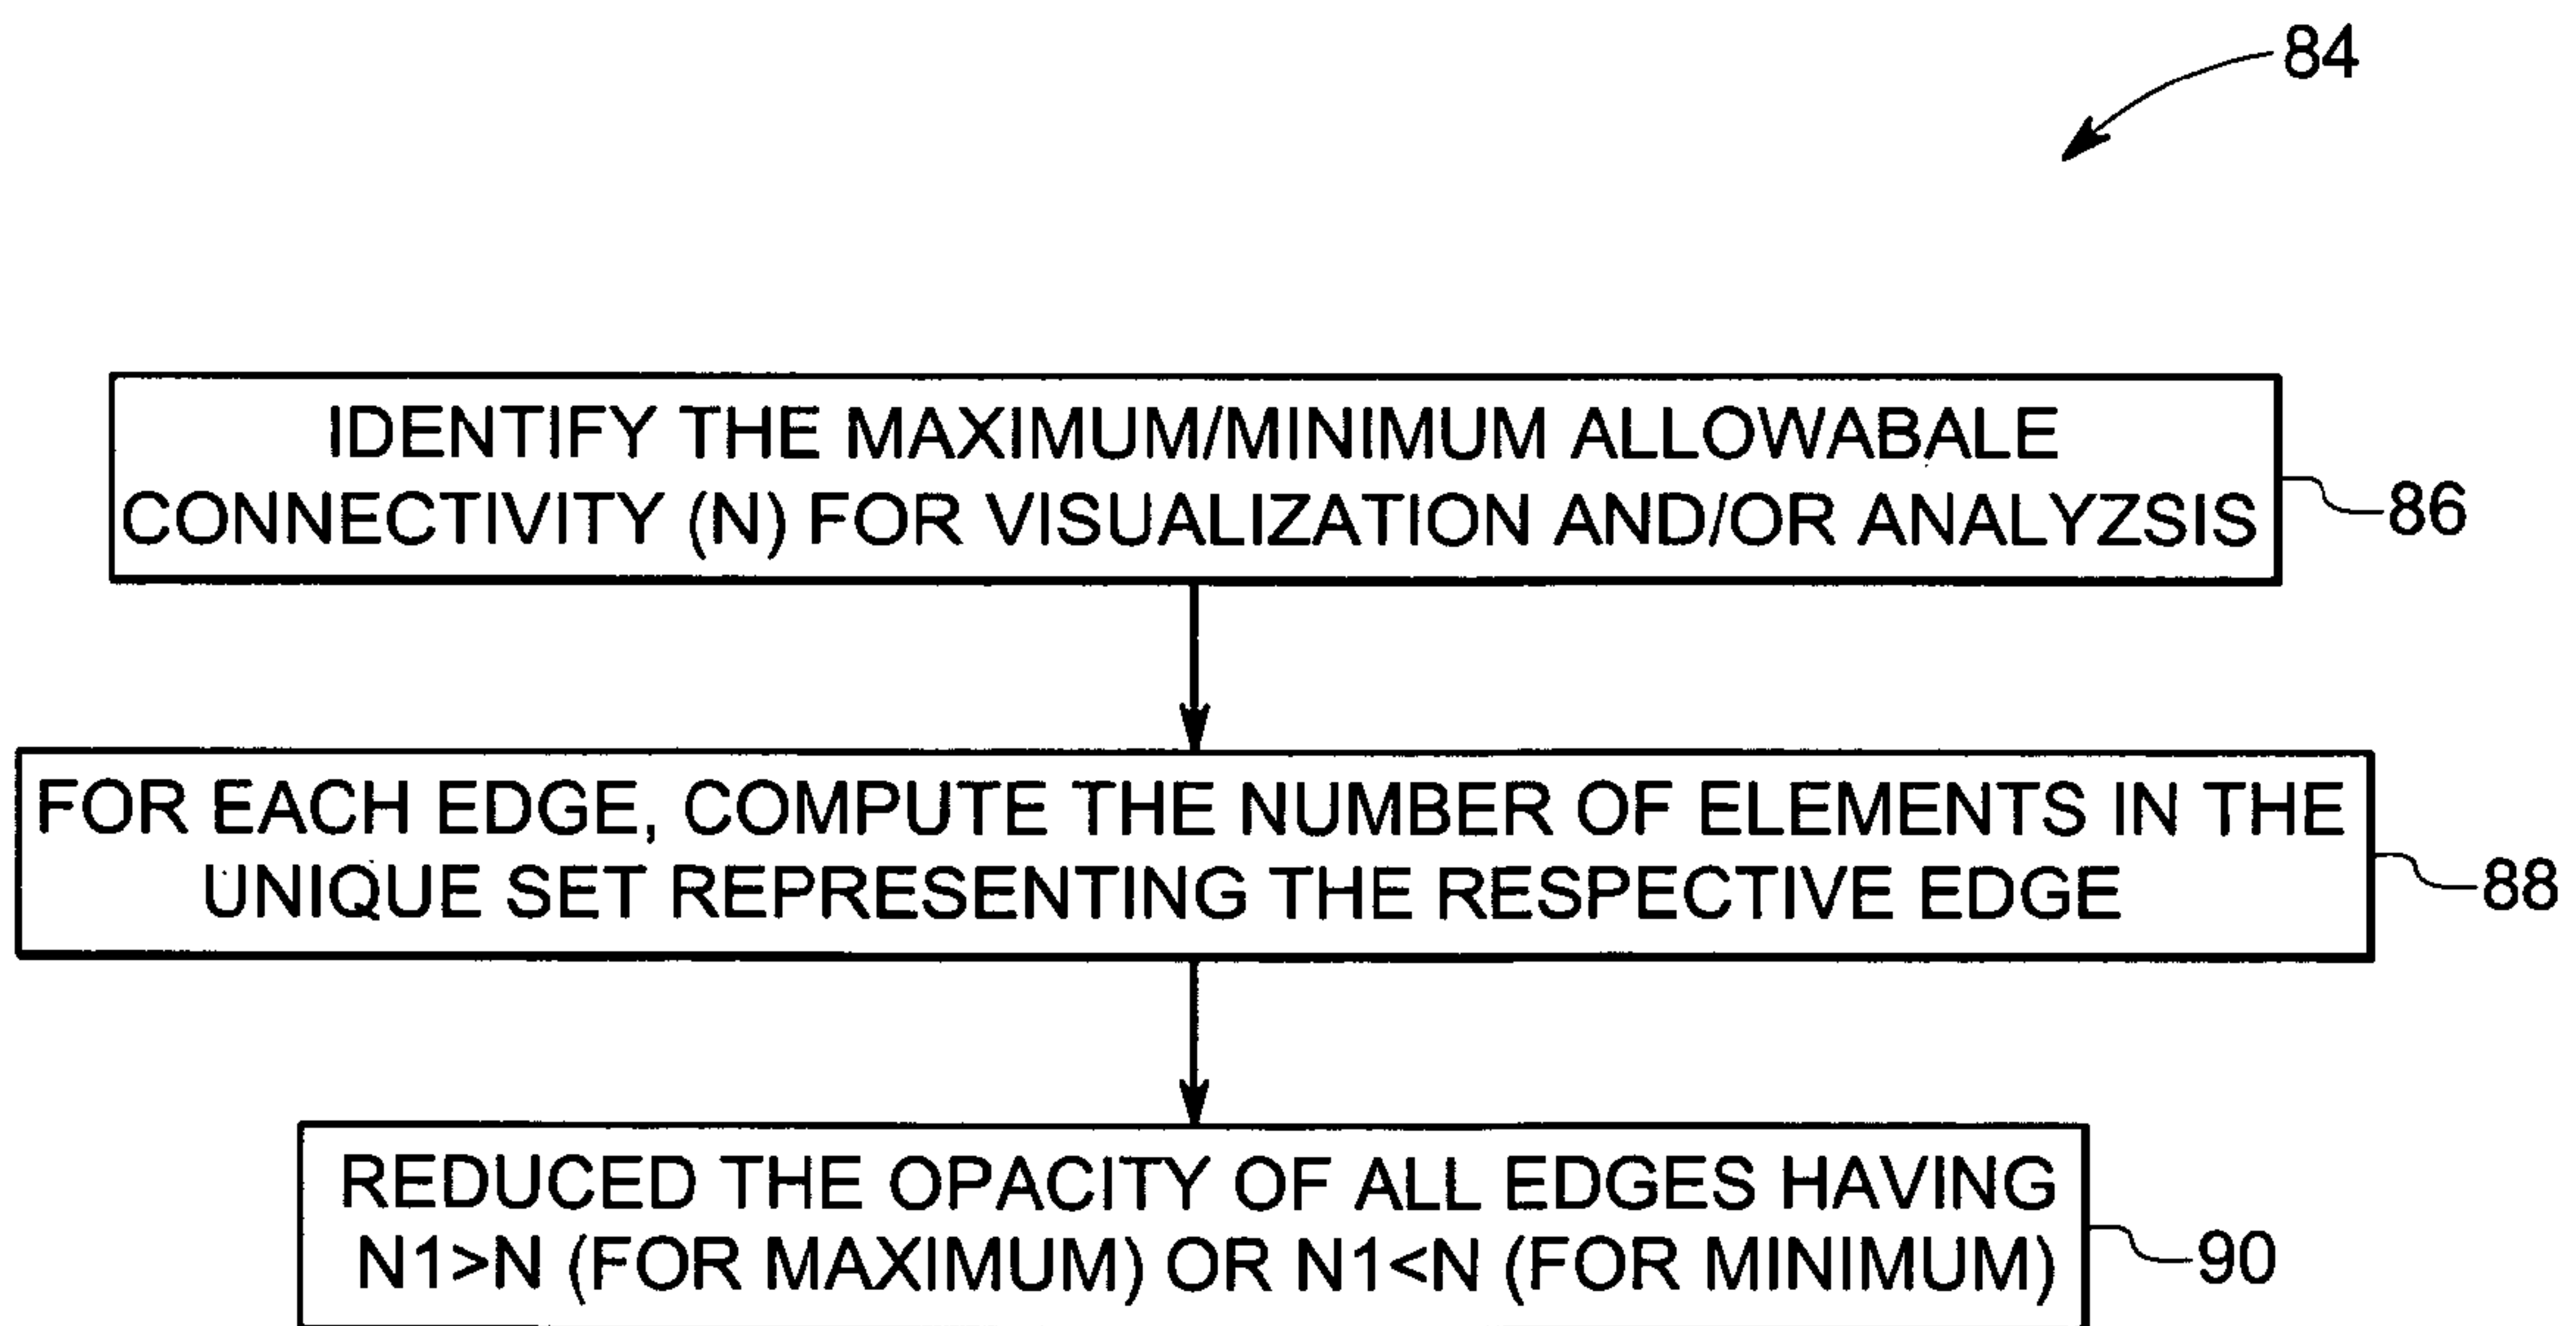 84
IDENTIFY THE MAXIMUM/MINIMUM ALLOWABALE
CONNECTIVITY (N) FOR VISUALIZATION AND/OR ANALYZSIS
86
FOR EACH EDGE, COMPUTE THE NUMBER OF ELEMENTS IN THE
UNIQUE SET REPRESENTING THE RESPECTIVE EDGE
88
REDUCED THE OPACITY OF ALL EDGES HAVING
N1>N (FOR MAXIMUM) OR N1<N (FOR MINIMUM)
90